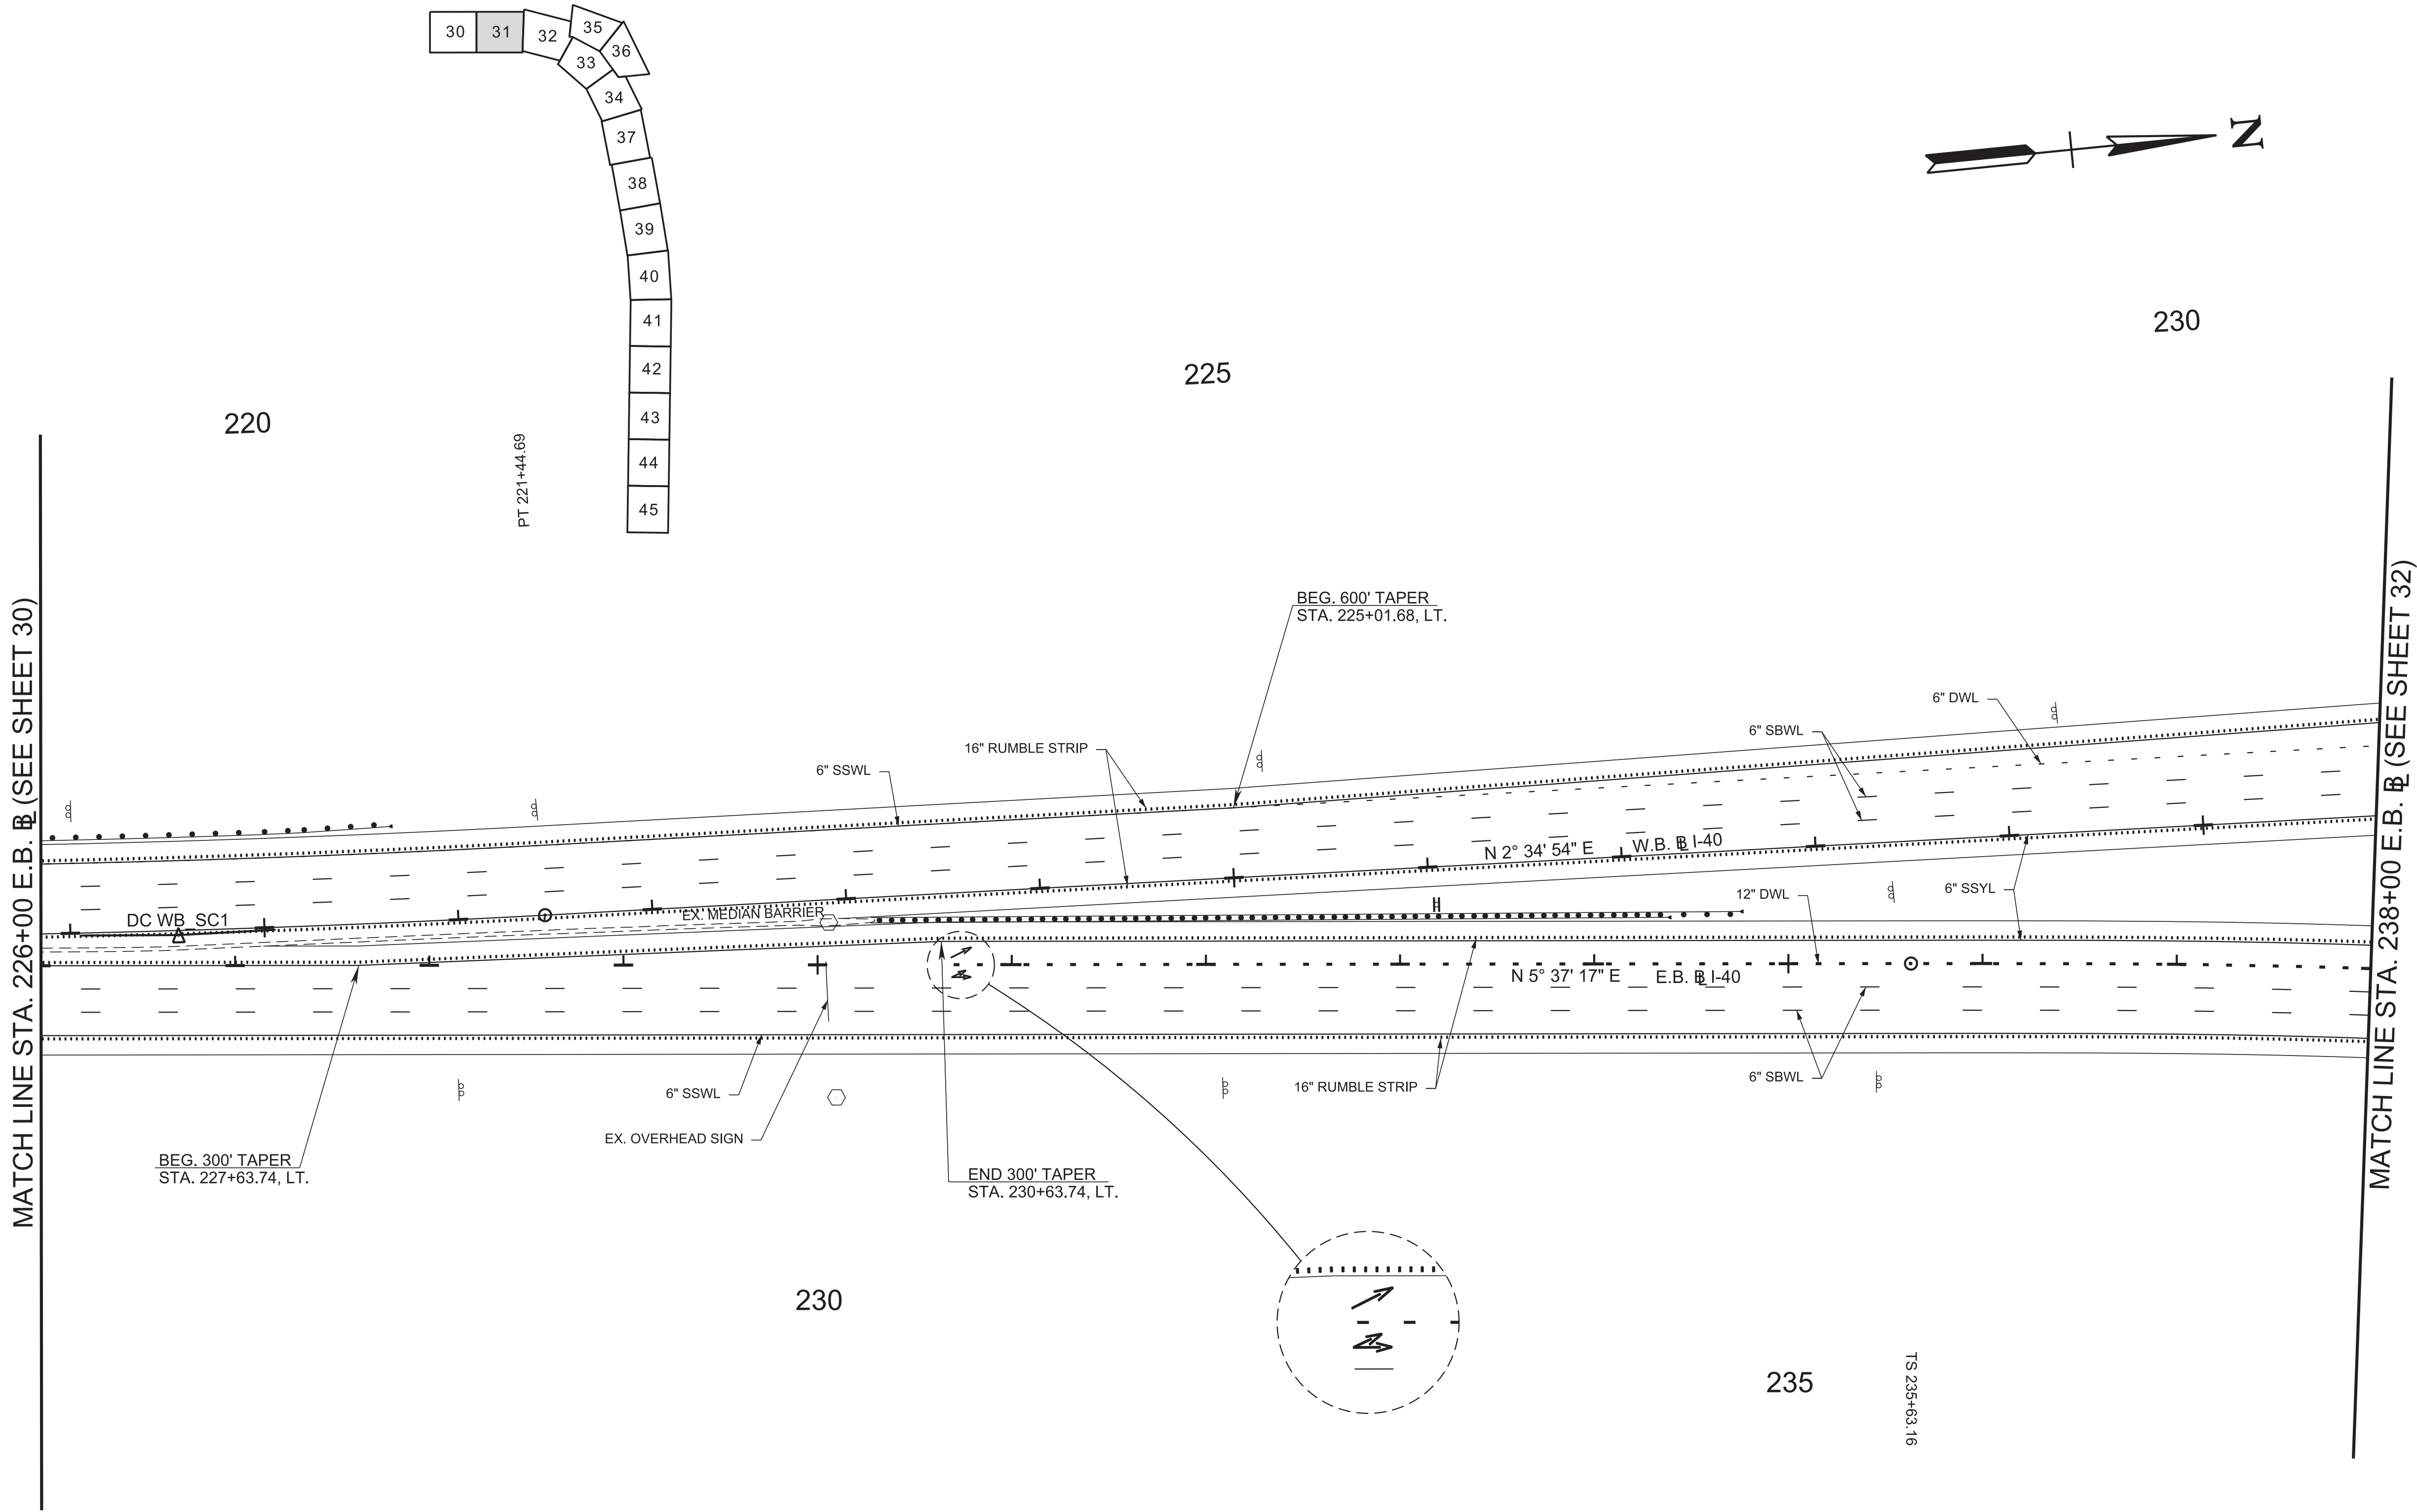 30
31
32
35
36
33
34
37
38
39
40
41
42
43
44
45
N
230
225
220
PT 221+44.69
MATCH LINE STA. 226+00 E.B. BL (SEE SHEET 30)
MATCH LINE STA. 238+00 E.B. BL (SEE SHEET 32)
BEG. 600' TAPER
STA. 225+01.68, LT.
6" DWL
6" SBWL
16" RUMBLE STRIP
6" SSWL
N 2° 34' 54" E
W.B. BL I-40
12" DWL
6" SSYL
DC WB_SC1
EX. MEDIAN BARRIER
N 5° 37' 17" E
E.B. BL I-40
6" SSWL
16" RUMBLE STRIP
6" SBWL
EX. OVERHEAD SIGN
BEG. 300' TAPER
STA. 227+63.74, LT.
END 300' TAPER
STA. 230+63.74, LT.
230
235
TS 235+63.16